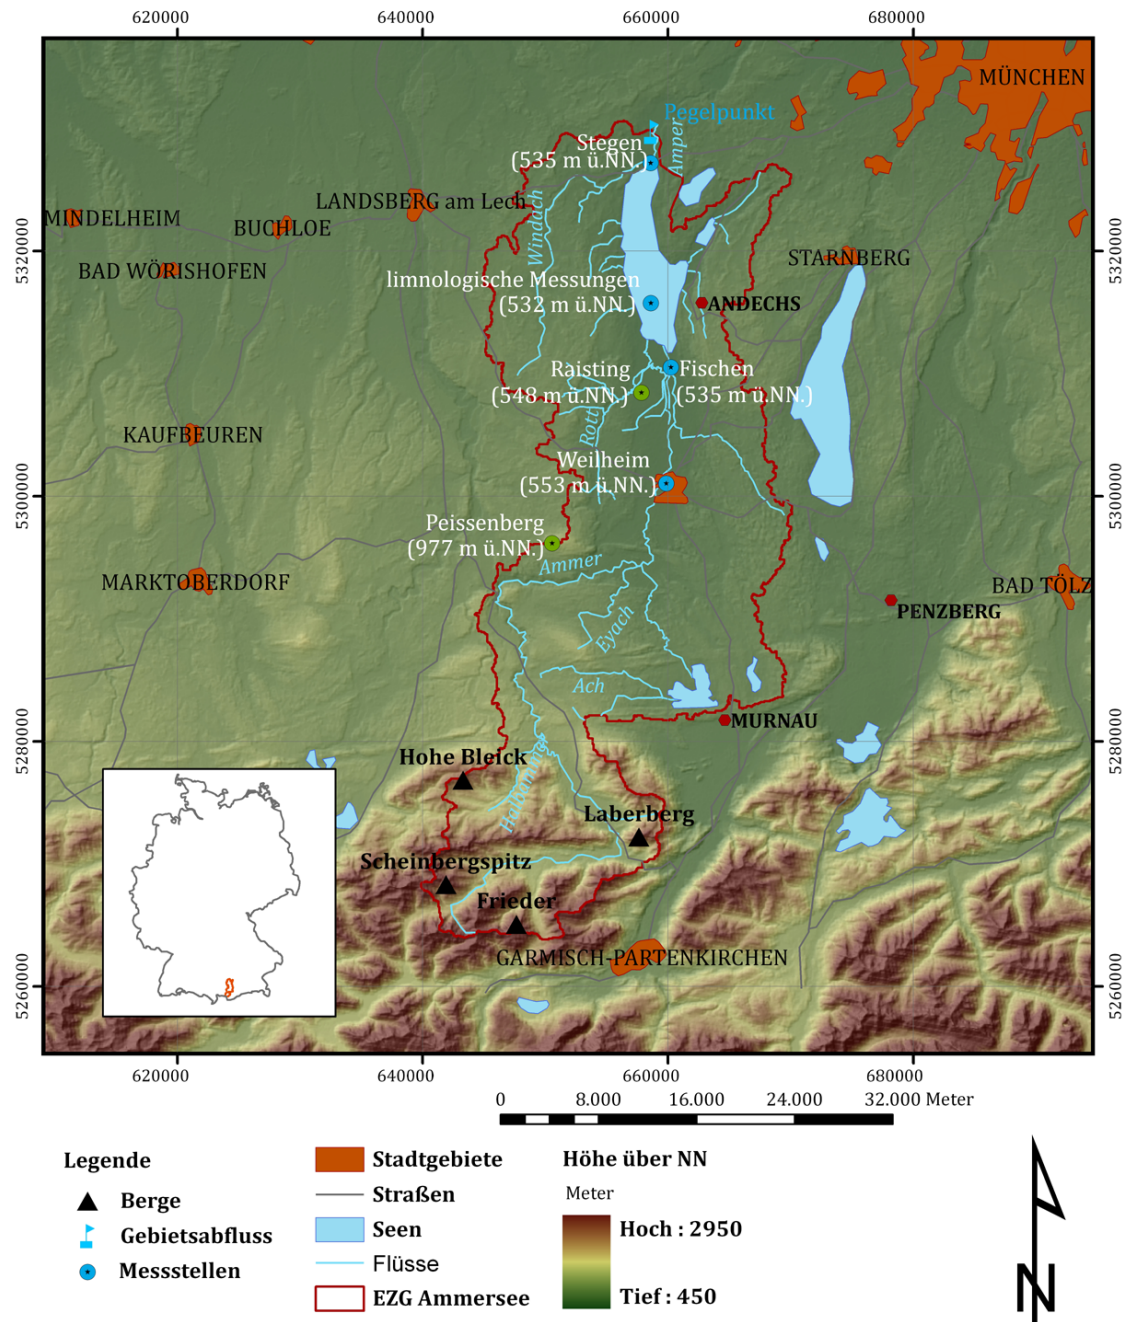 620000
640000
660000
680000
MÜNCHEN
Pegelpunkt
Stegen
(535 m ü.NN.)
Amper
LANDSBERG am Lech
MINDELHEIM
BUCHLOE
Windach
5320000
5320000
BAD WÖRISHOFEN
STARNBERG
limnologische Messungen
(532 m ü.NN.)
ANDECHS
Raisting
(548 m ü.NN.)
Fischen
(535 m ü.NN.)
Rott
KAUFBEUREN
Weilheim
(553 m ü.NN.)
5300000
5300000
Peissenberg
(977 m ü.NN.)
Ammer
MARKTOBERDORF
BAD TÖLZ
PENZBERG
Eyach
Ach
MURNAU
5280000
5280000
Hohe Bleick
Halbammer
Laberberg
Scheinbergspitz
Frieder
GARMISCH-PARTENKIRCHEN
5260000
5260000
620000
640000
660000
680000
0 8.000 16.000 24.000 32.000 Meter
Legende
Berge
Gebietsabfluss
Messstellen
Stadtgebiete
Straßen
Seen
Flüsse
EZG Ammersee
Höhe über NN
Meter
Hoch : 2950
Tief : 450
N